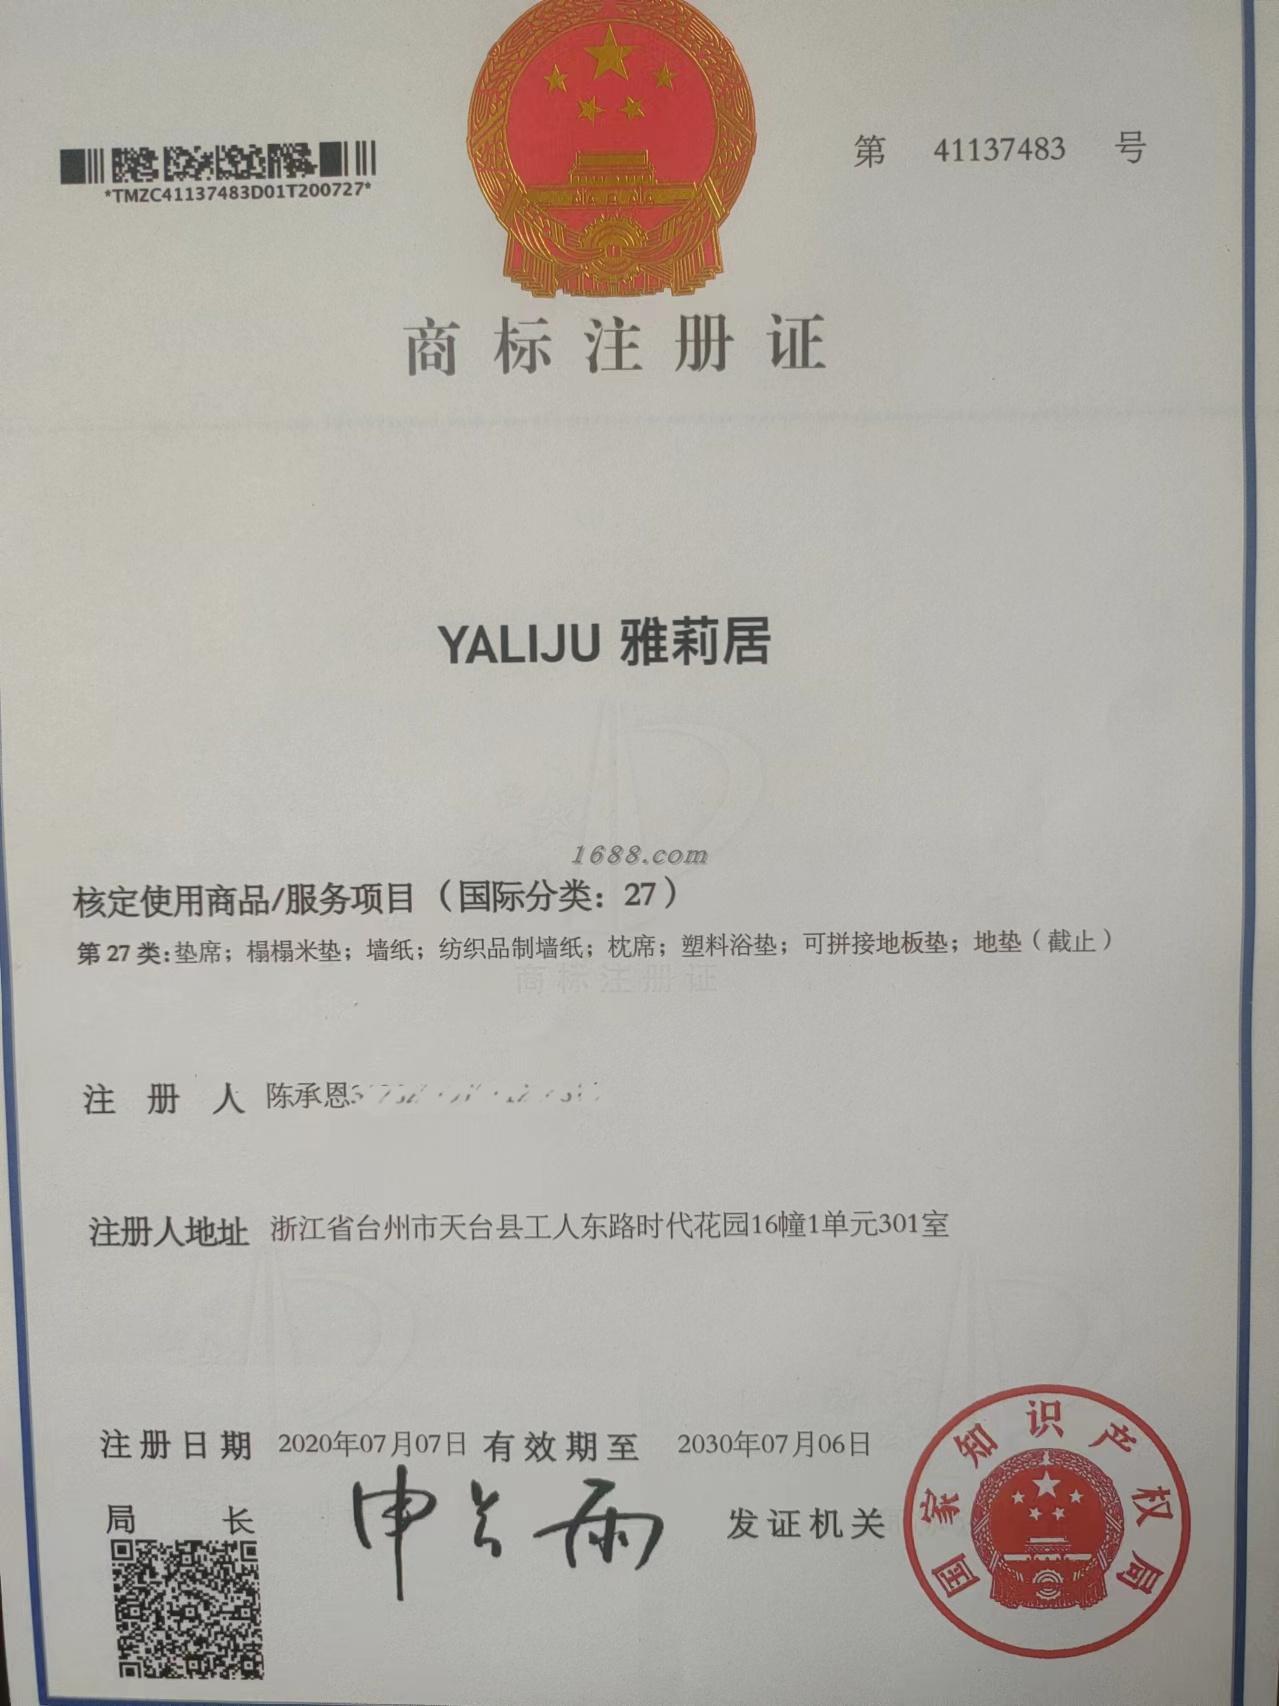 第 41137483 号
*TMZC41137483D01T200727*
商标注册证
YALIJU 雅莉居
1688.com
核定使用商品/服务项目（国际分类：27）
第27类:垫席；榻榻米垫；墙纸；纺织品制墙纸；枕席；塑料浴垫；可拼接地板垫；地垫（截止）
商标注册证
注册人 陈承恩
注册人地址 浙江省台州市天台县工人东路时代花园16幢1单元301室
注册日期 2020年07月07日 有效期至 2030年07月06日
局长 申长雨 发证机关
国家知识产权局